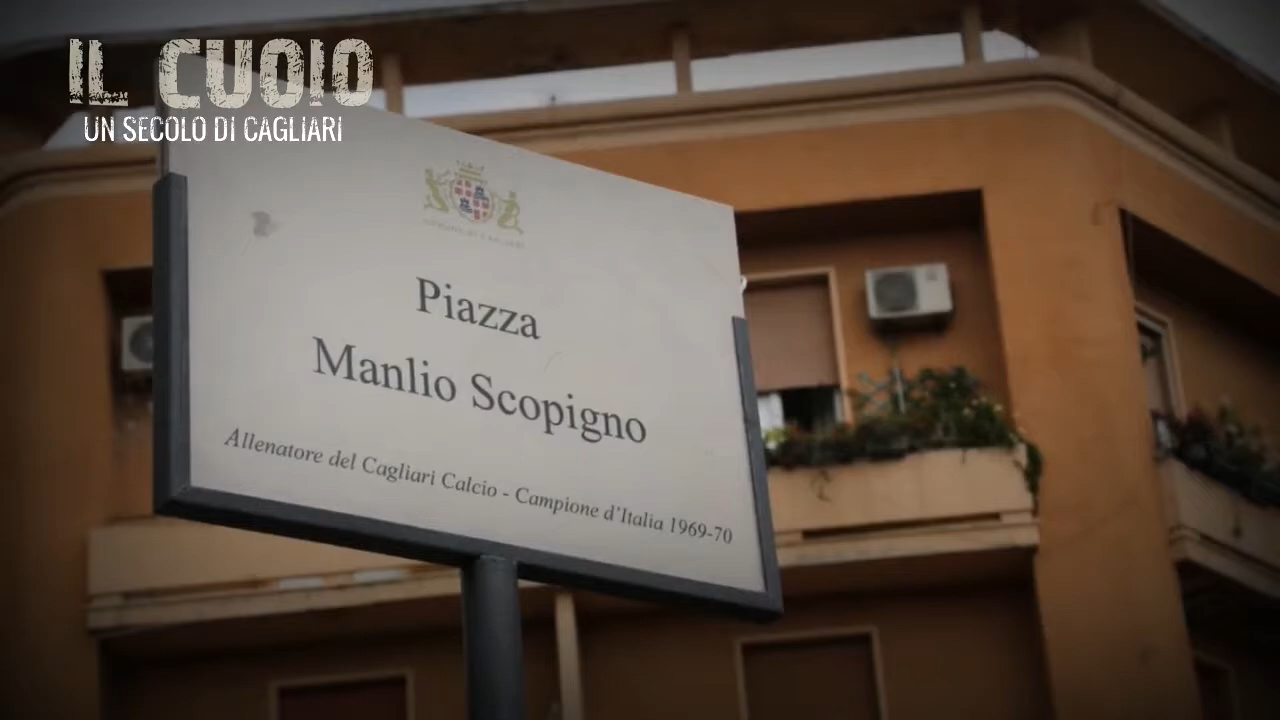 IL CUOIO
UN SECOLO DI CAGLIARI
Piazza
Manlio Scopigno
Allenatore del Cagliari Calcio - Campione d'Italia 1969-70